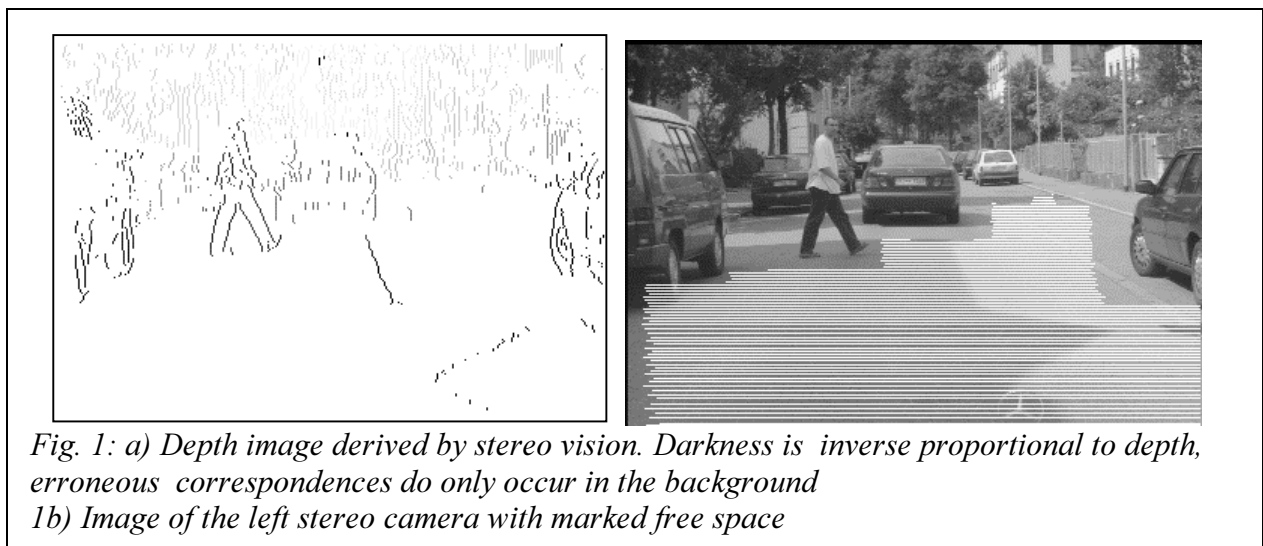 Fig. 1: a) Depth image derived by stereo vision. Darkness is inverse proportional to depth,
erroneous correspondences do only occur in the background
1b) Image of the left stereo camera with marked free space